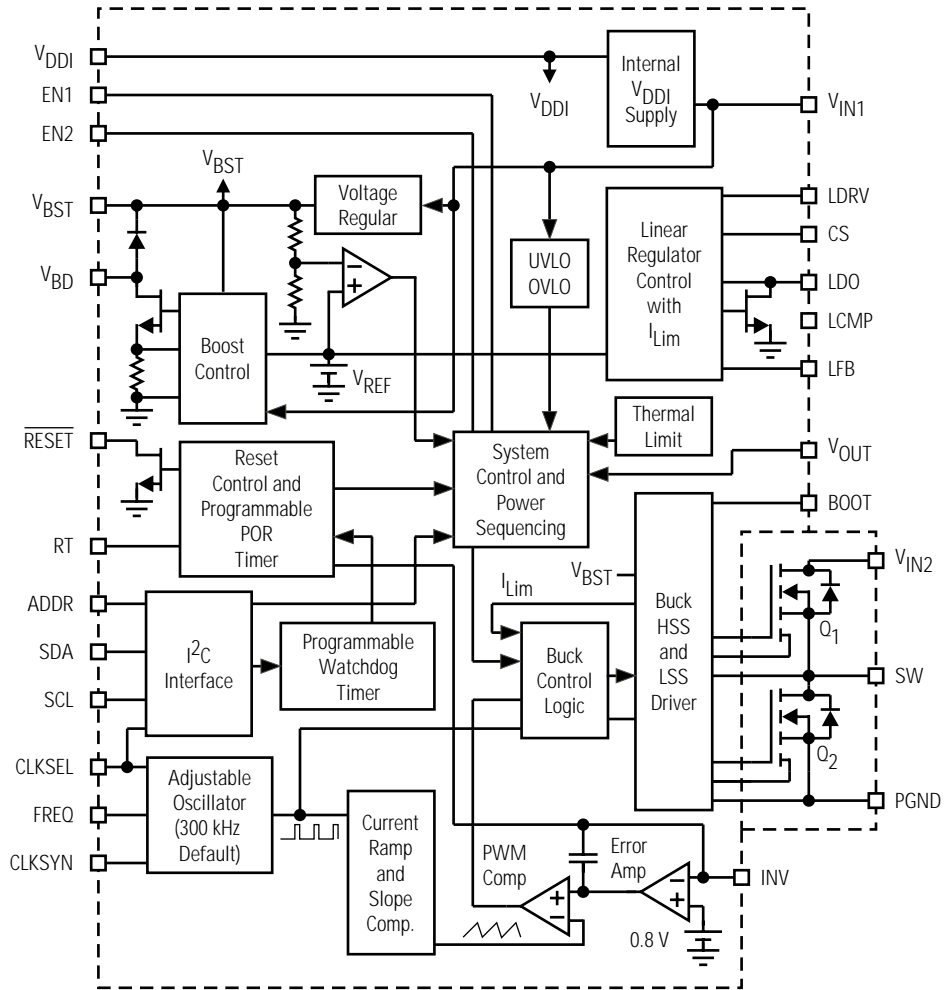 VDDI
EN1
EN2
VDDI
Internal
VDDI
Supply
VIN1
VBST
VBST
Voltage
Regular
VBD
Boost
Control
VREF
−
+
UVLO
OVLO
Linear
Regulator
Control
with
ILim
LDRV
CS
LDO
LCMP
LFB
RESET
Reset
Control and
Programmable
POR
Timer
RT
System
Control and
Power
Sequencing
Thermal
Limit
VOUT
BOOT
ADDR
SDA
SCL
I2C
Interface
Programmable
Watchdog
Timer
ILim
Buck
Control
Logic
VBST
Buck
HSS
and
LSS
Driver
VIN2
Q1
SW
Q2
PGND
CLKSEL
FREQ
CLKSYN
Adjustable
Oscillator
(300 kHz
Default)
Current
Ramp
and
Slope
Comp.
PWM
Comp
+
−
Error
Amp
−
+
0.8 V
INV